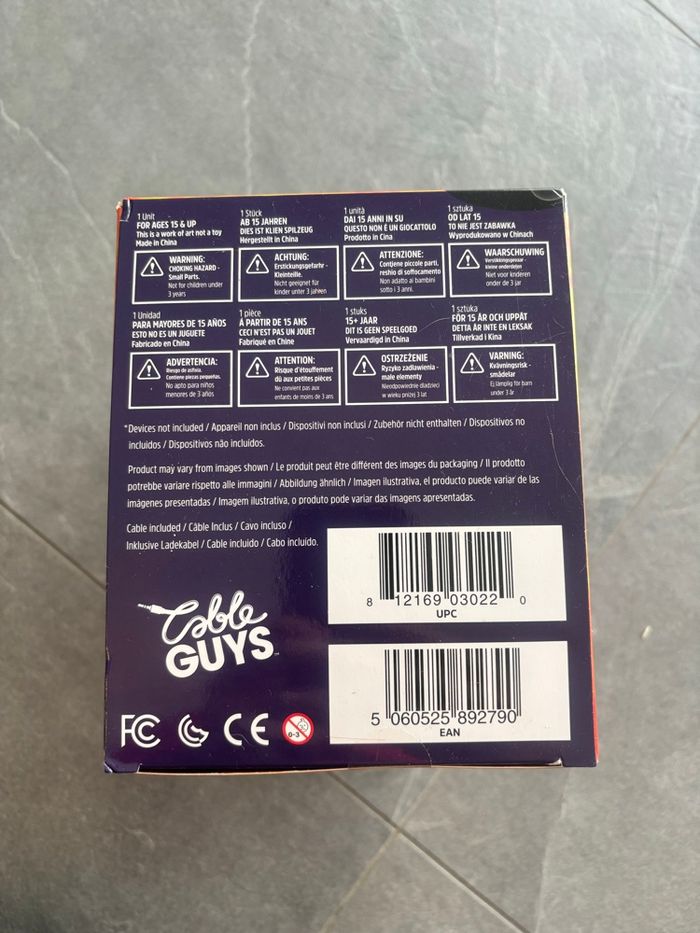 1 Unit
FOR AGES 15 & UP
This is a work of art not a toy
Made in China
WARNING:
CHOKING HAZARD -
Small Parts.
Not for children under
3 years
1 Stück
AB 15 JAHREN
DIES IST KLIEN SPILZEUG
Hergestellt in China
ACHTUNG:
Erstickungsgefarhr -
Kleinteille.
Nicht geeignet für
kinder unter 3 jahren
1 unità
DAI 15 ANNI IN SU
QUESTO NON È UN GIOCATTOLO
Prodotto in Cina
ATTENZIONE:
Contiene piccole parti,
reshio di soffocamento
Non adatto ai bambini
sotto i 3 anni.
1 sztuka
OD LAT 15
TO NIE JEST ZABAWKA
Wyprodukowano w Chinach
WAARSCHUWING
Verstikkingsgevaar -
kleine onderdelen
Niet voor kinderen
onder de 3 jar
1 Unidad
PARA MAYORES DE 15 AÑOS
ESTO NO ES UN JUGUETE
Fabricado en China
ADVERTENCIA:
Riesgo de asfixia.
Contiene piezas pequeñas.
No apto para niños
menores de 3 años
1 pièce
À PARTIR DE 15 ANS
CECI N'EST PAS UN JOUET
Fabriqué en Chine
ATTENTION:
Risque d'étouffement
dû aux petites pièces
Ne convient pas aux
enfants de moins de 3 ans
1 stuks
15+ JAAR
DIT IS GEEN SPEELGOED
Vervaardigd in China
OSTRZEŻENIE
Ryzyko zadławienia -
małe elementy
Nieodpowiednie dladzieci
w wieku pniżej 3 lat
1 sztuka
FÖR 15 ÅR OCH UPPÅT
DETTA ÄR INTE EN LEKSAK
Tillverkad i Kina
VARNING:
Kvävningsrisk -
smådelar
Ej lämplig för barn
under 3 år
*Devices not included / Appareil non inclus / Dispositivi non inclusi / Zubehör nicht enthalten / Dispositivos no
incluidos / Dispositivos não incluídos.
Product may vary from images shown / Le produit peut être différent des images du packaging / Il prodotto
potrebbe variare rispetto alle immagini / Abbildung ähnlich / Imagen ilustrativa, el producto puede variar de las
imágenes presentadas / Imagem ilustrativa, o produto pode variar das imagens apresentadas.
Cable included / Câble Inclus / Cavo incluso /
Inklusive Ladekabel / Cable incluido / Cabo incluído.
Cable
GUYS
8 12169 03022 0
UPC
5 060525 892790
EAN
FC
CE
0-3